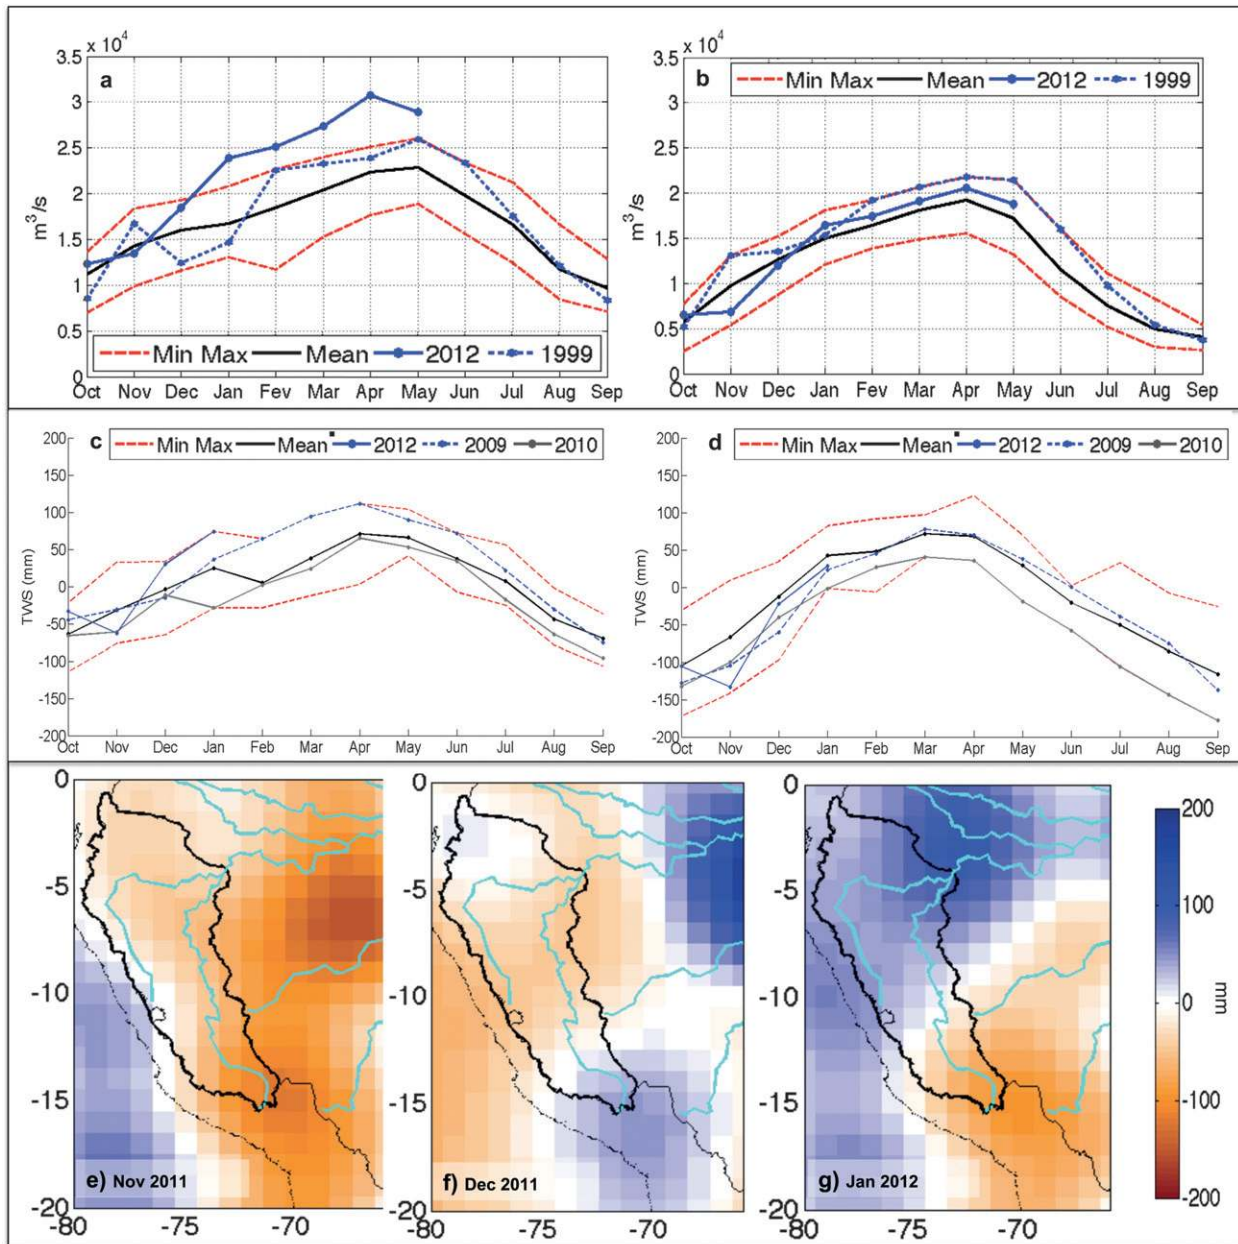 a
x 10^4
3.5
3
2.5
2
1.5
1
0.5
0
m^3/s
Min Max Mean 2012 1999
Oct Nov Dec Jan Fev Mar Apr May Jun Jul Aug Sep
b
x 10^4
3.5
3
2.5
2
1.5
1
0.5
0
m^3/s
Min Max Mean 2012 1999
Oct Nov Dec Jan Fev Mar Apr May Jun Jul Aug Sep
c
Min Max Mean 2012 2009 2010
200
150
100
50
0
-50
-100
-150
-200
TWS (mm)
Oct Nov Dec Jan Feb Mar Apr May Jun Jul Aug Sep
d
Min Max Mean 2012 2009 2010
200
150
100
50
0
-50
-100
-150
-200
TWS (mm)
Oct Nov Dec Jan Feb Mar Apr May Jun Jul Aug Sep
0
-5
-10
-15
-20
e) Nov 2011
-80 -75 -70
0
-5
-10
-15
-20
f) Dec 2011
-80 -75 -70
0
-5
-10
-15
-20
g) Jan 2012
-80 -75 -70
200
100
0
-100
-200
mm